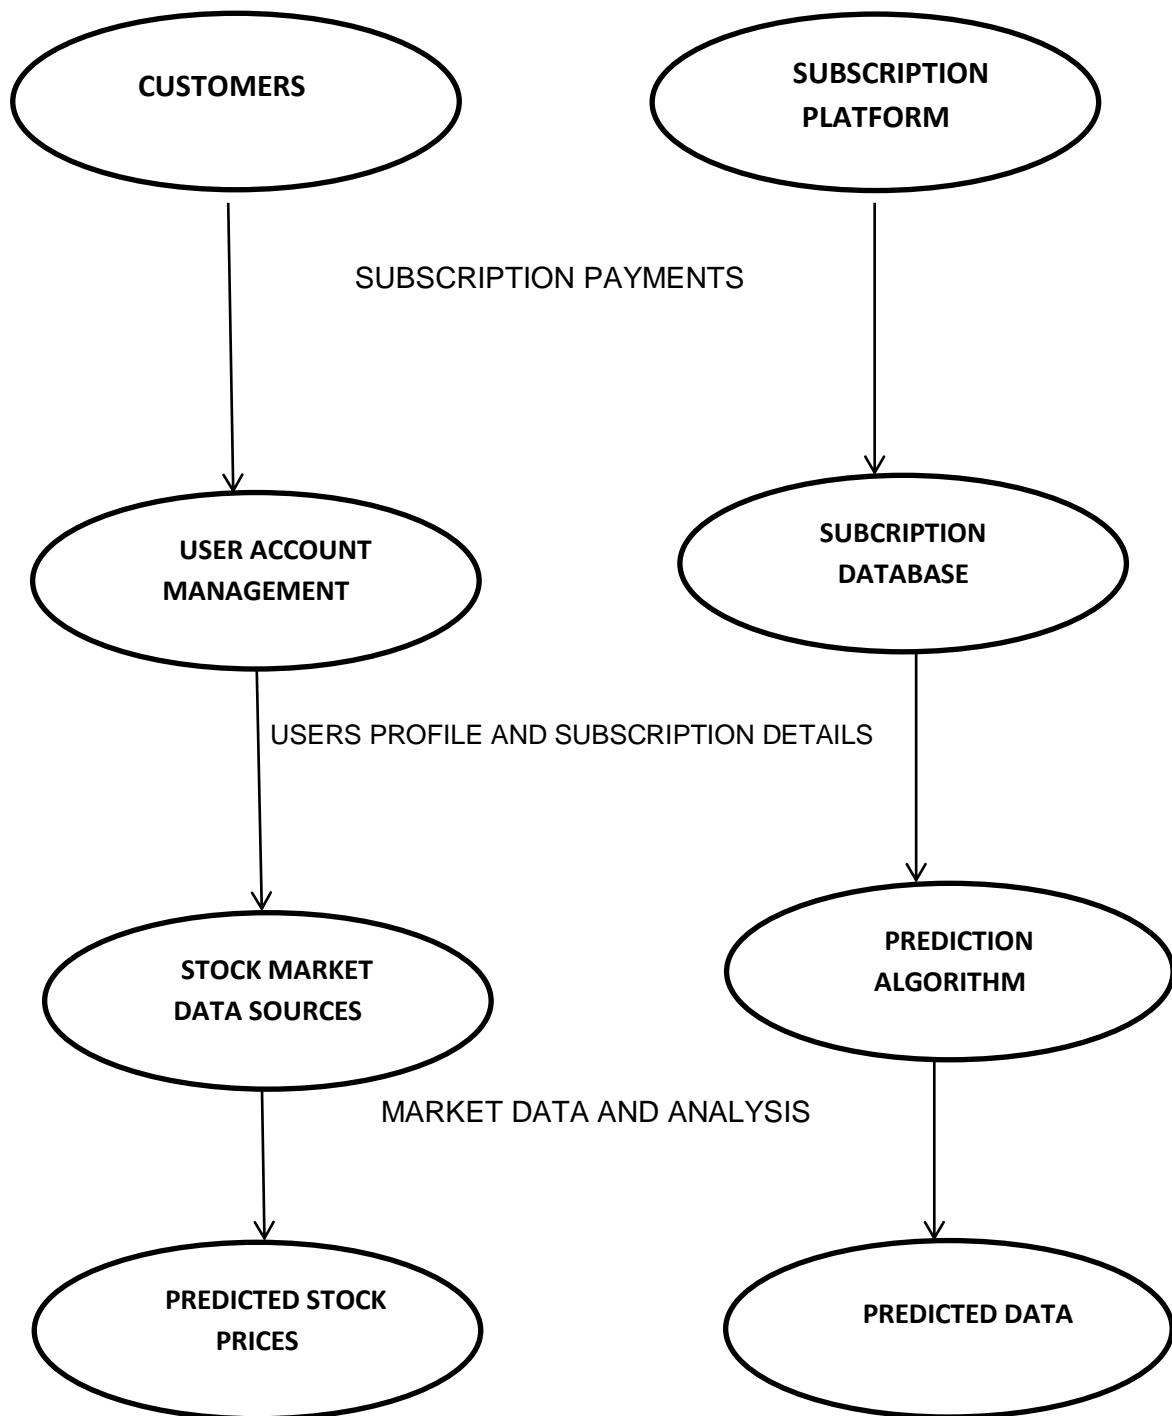 CUSTOMERS
SUBSCRIPTION
PLATFORM
SUBSCRIPTION PAYMENTS
USER ACCOUNT
MANAGEMENT
SUBCRIPTION
DATABASE
USERS PROFILE AND SUBSCRIPTION DETAILS
STOCK MARKET
DATA SOURCES
PREDICTION
ALGORITHM
MARKET DATA AND ANALYSIS
PREDICTED STOCK
PRICES
PREDICTED DATA